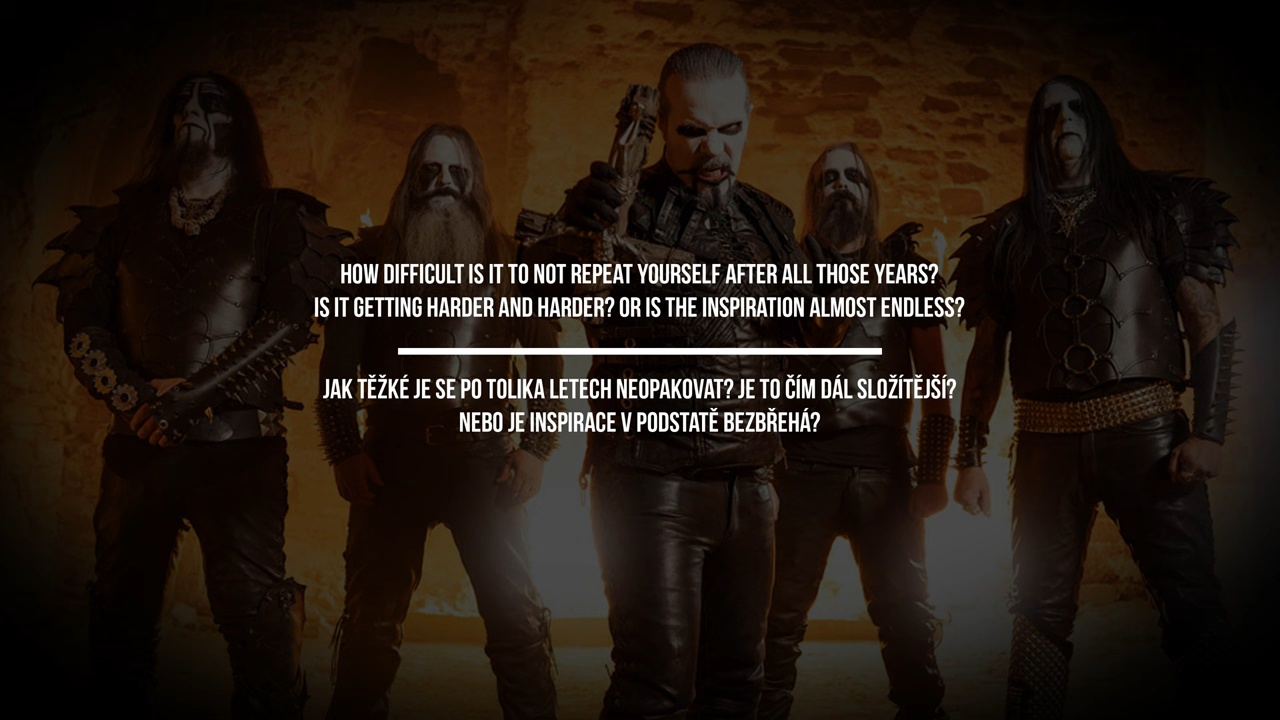 HOW DIFFICULT IS IT TO NOT REPEAT YOURSELF AFTER ALL THOSE YEARS?
IS IT GETTING HARDER AND HARDER? OR IS THE INSPIRATION ALMOST ENDLESS?
JAK TĚŽKÉ JE SE PO TOLIKA LETECH NEOPAKOVAT? JE TO ČÍM DÁL SLOŽÍTĚJŠÍ?
NEBO JE INSPIRACE V PODSTATĚ BEZBŘEHÁ?